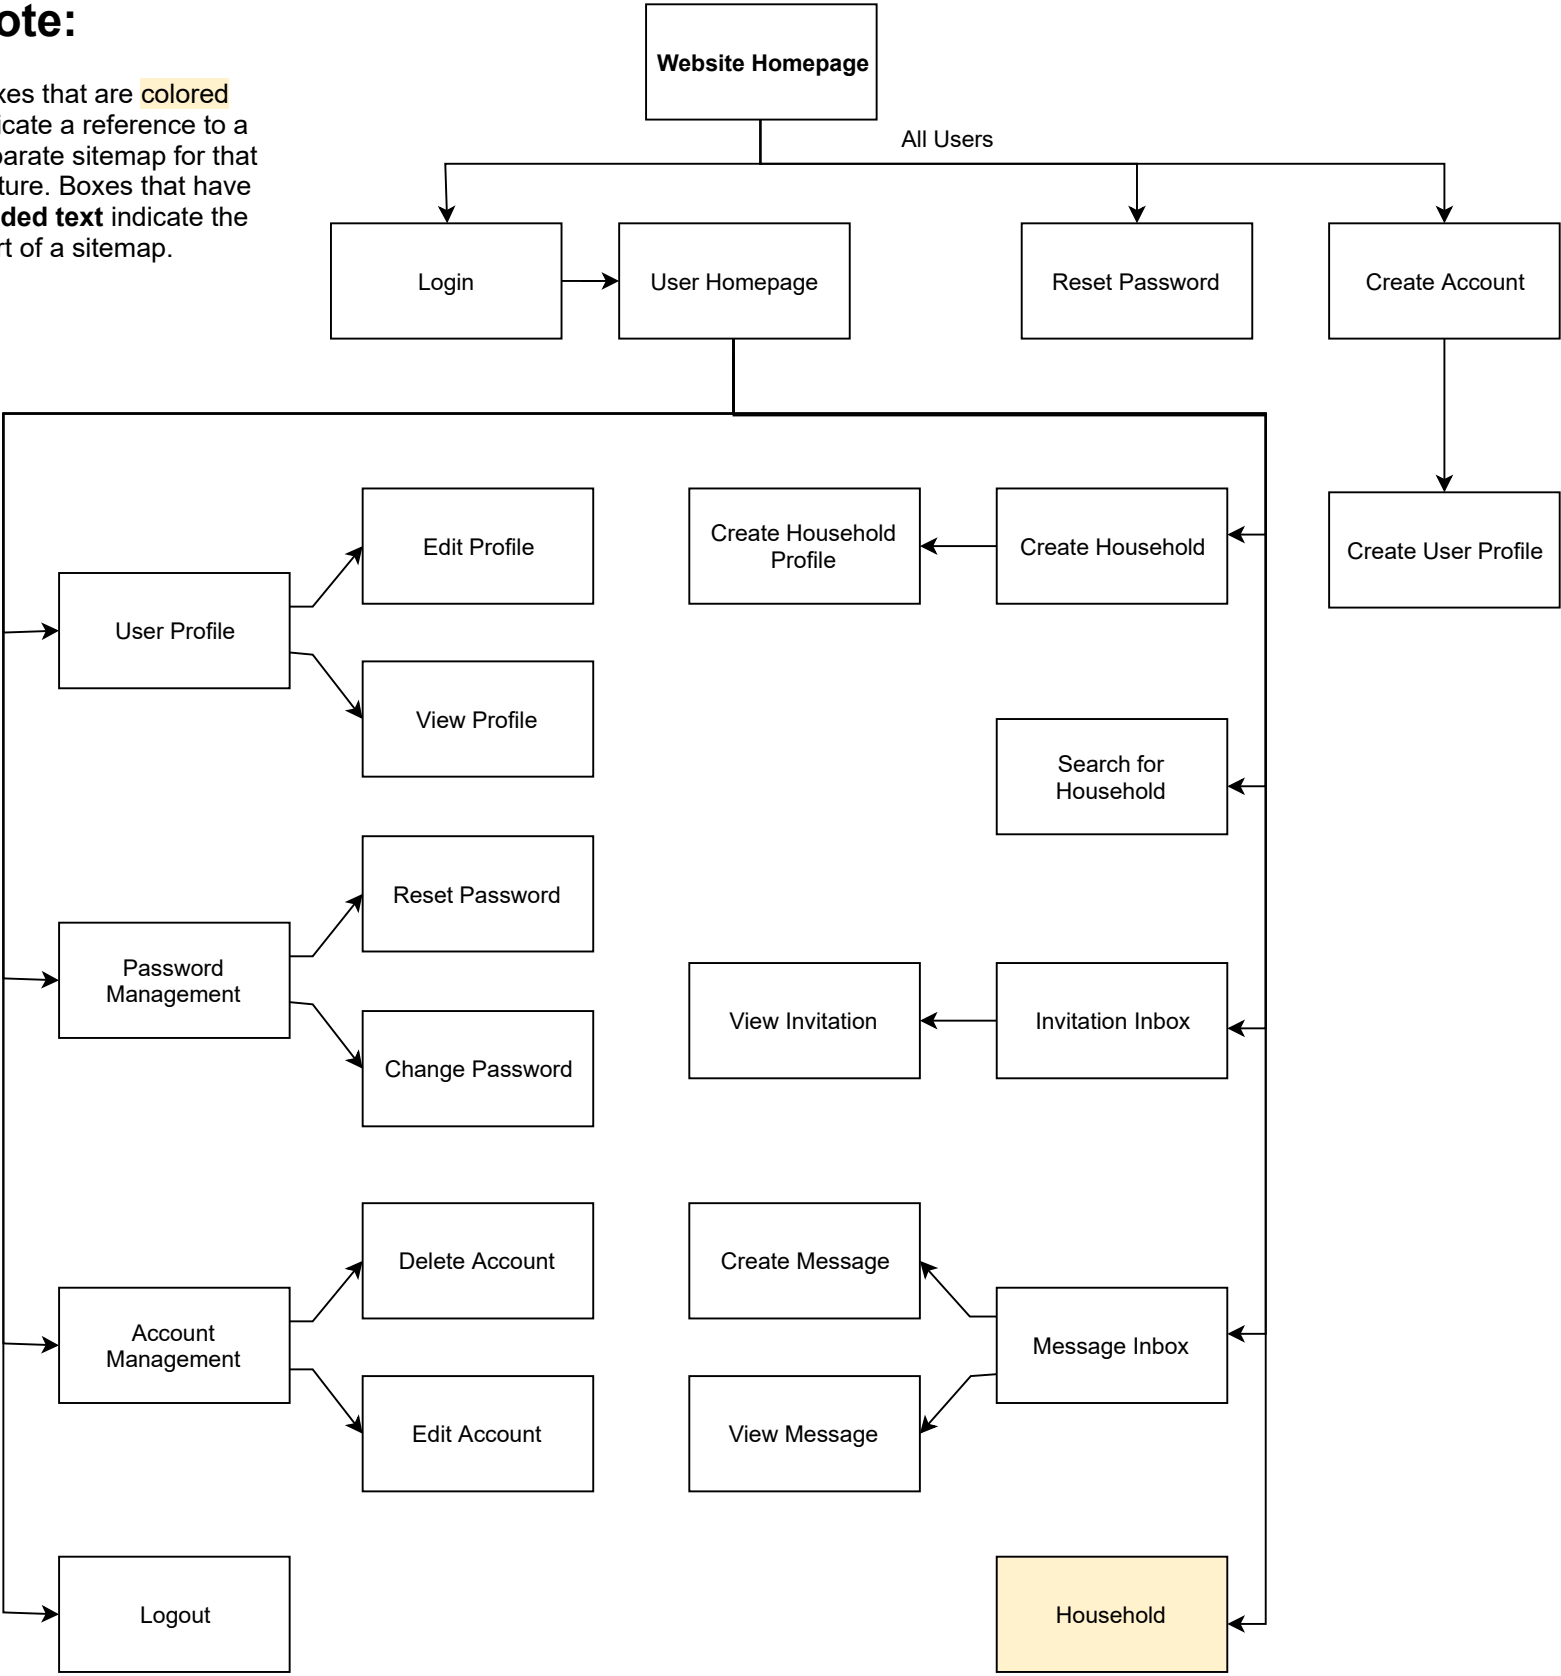 ote:
Website Homepage
xes that are colored
icate a reference to a
parate sitemap for that
ture. Boxes that have
ded text indicate the
rt of a sitemap.
All Users
Login
User Homepage
Reset Password
Create Account
Edit Profile
Create Household
Profile
Create Household
Create User Profile
User Profile
View Profile
Search for
Household
Reset Password
Password
Management
View Invitation
Invitation Inbox
Change Password
Delete Account
Create Message
Account
Management
Message Inbox
Edit Account
View Message
Logout
Household